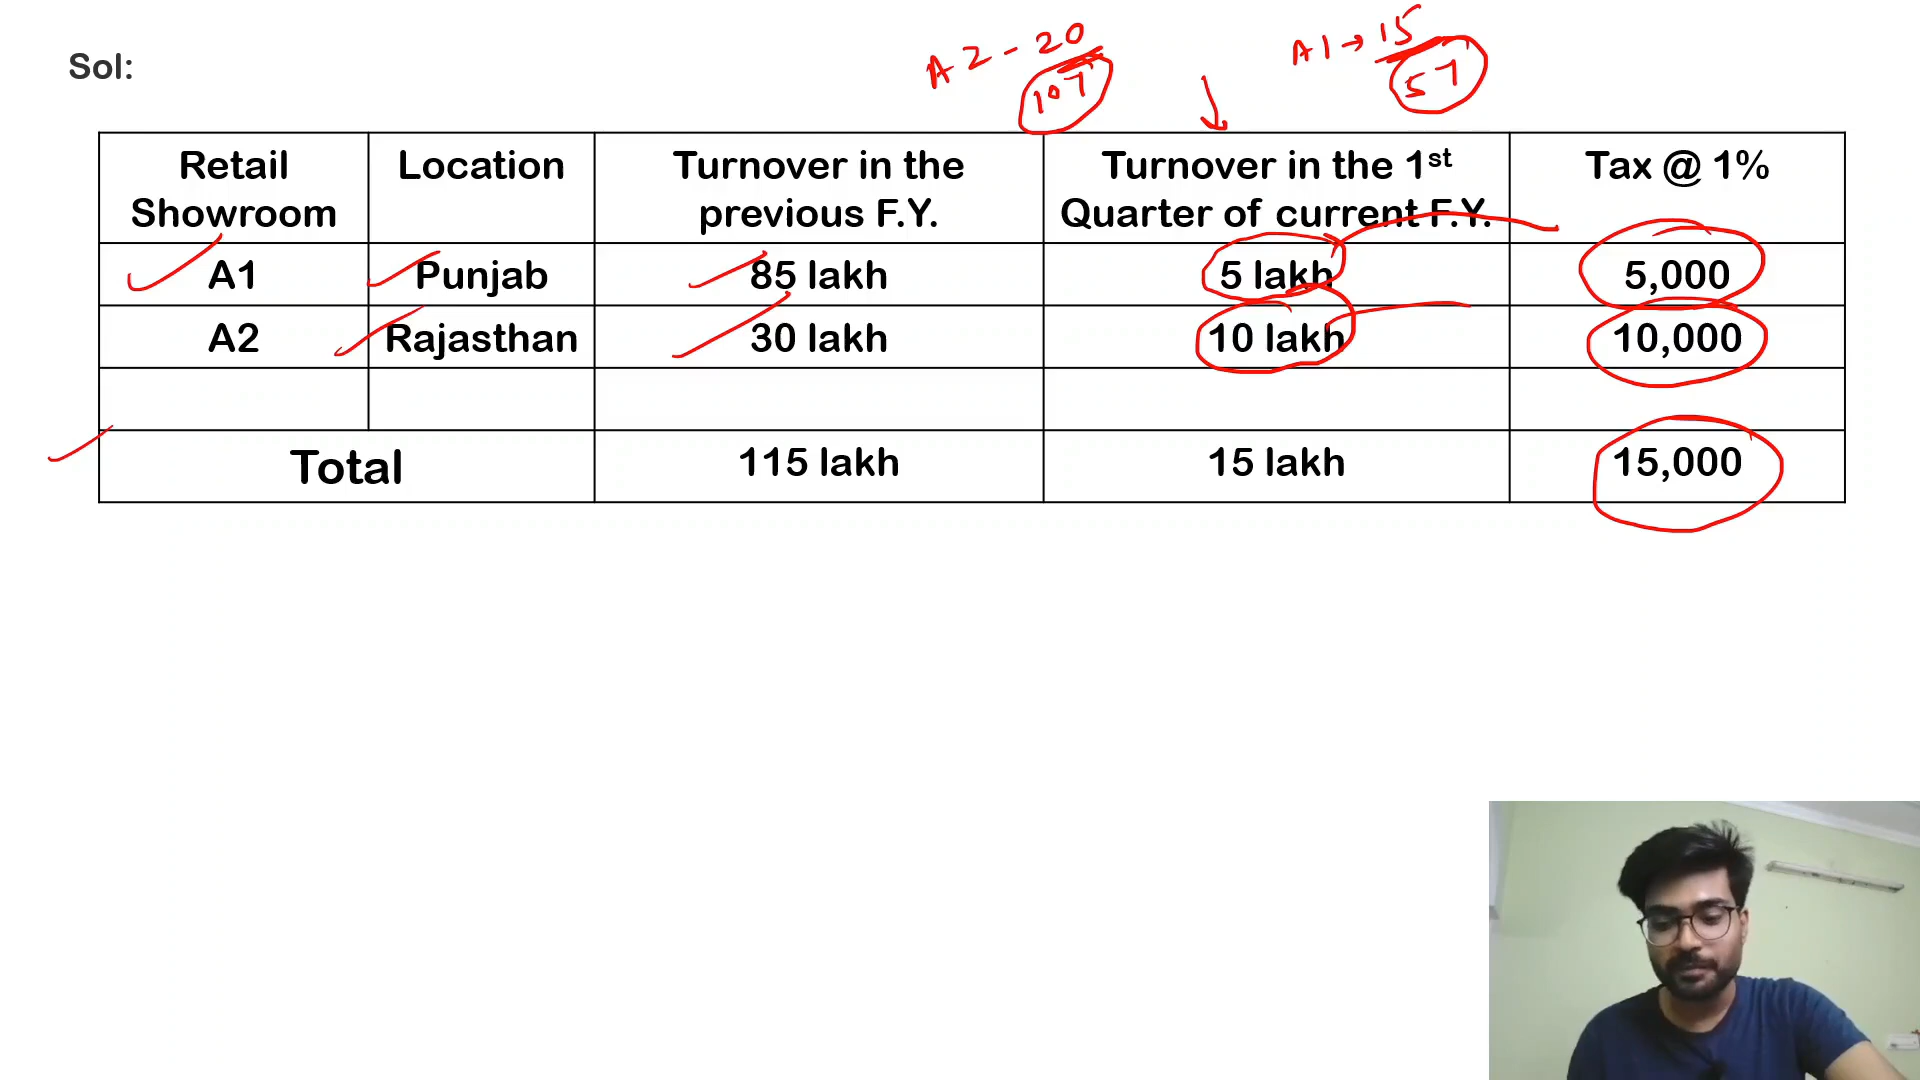 A2 - 20
10T
A1 → 15
5T
Sol:
Retail Showroom | Location | Turnover in the previous F.Y. | Turnover in the 1st Quarter of current F.Y. | Tax @ 1%
A1 | Punjab | 85 lakh | 5 lakh | 5,000
A2 | Rajasthan | 30 lakh | 10 lakh | 10,000
Total | 115 lakh | 15 lakh | 15,000